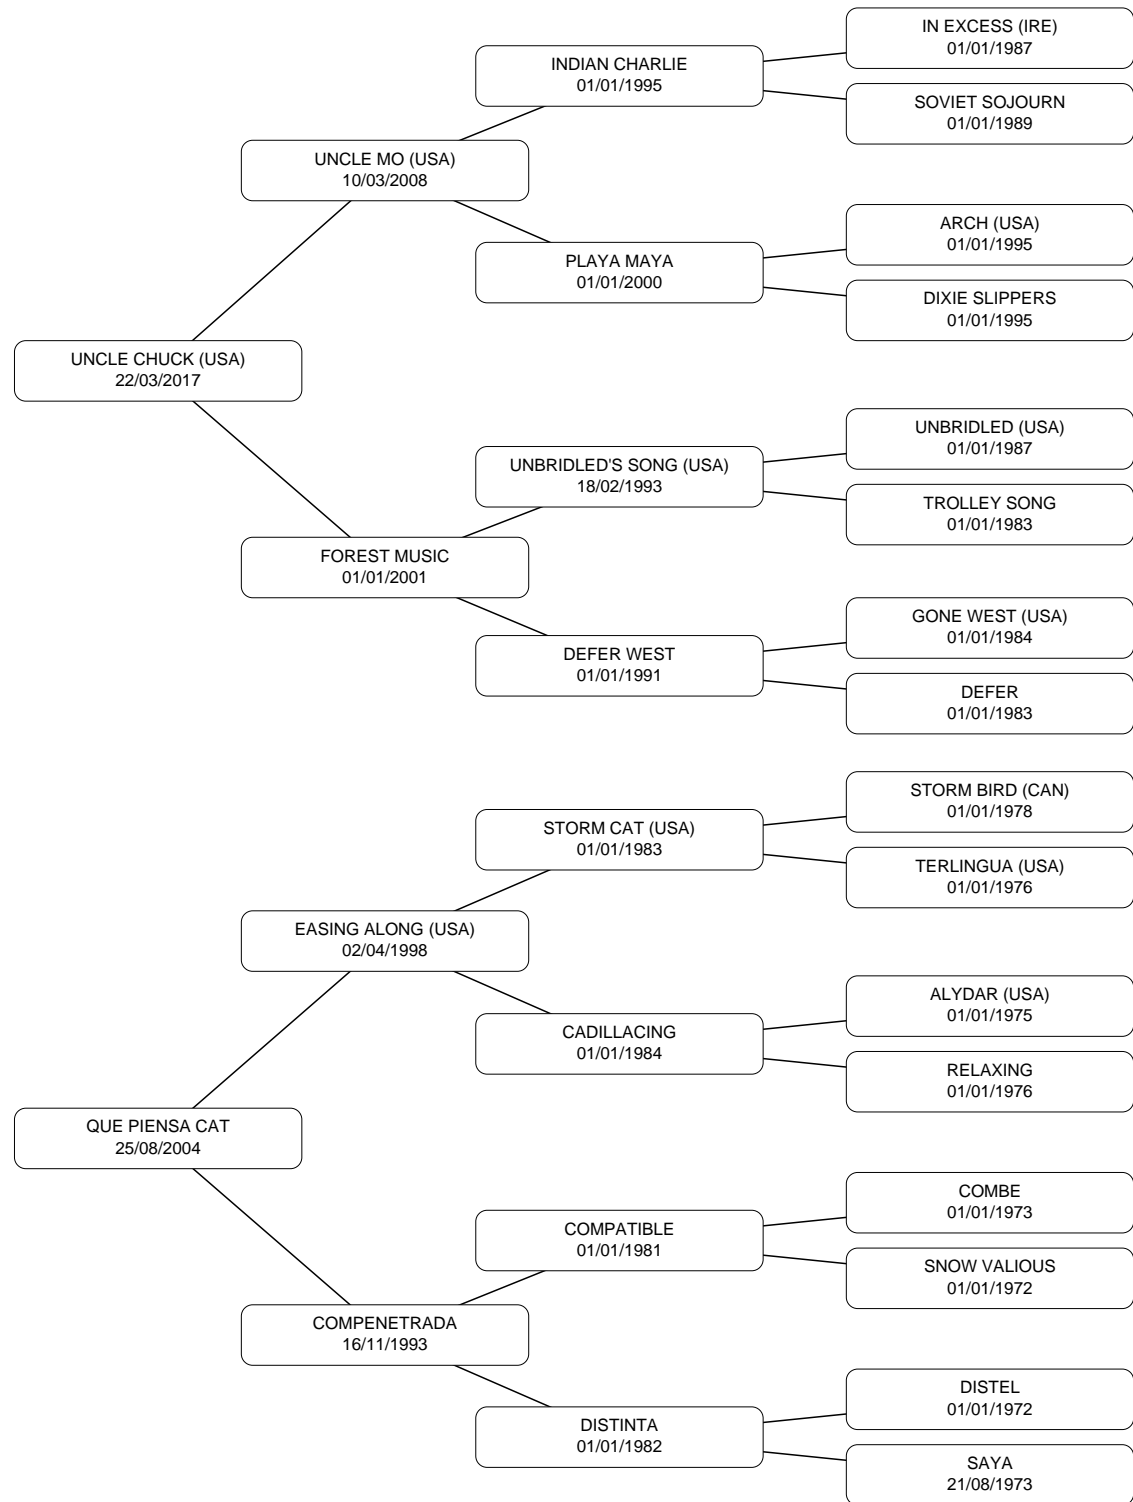 IN EXCESS (IRE)
01/01/1987
INDIAN CHARLIE
01/01/1995
SOVIET SOJOURN
01/01/1989
UNCLE MO (USA)
10/03/2008
ARCH (USA)
01/01/1995
PLAYA MAYA
01/01/2000
DIXIE SLIPPERS
01/01/1995
UNCLE CHUCK (USA)
22/03/2017
UNBRIDLED (USA)
01/01/1987
UNBRIDLED'S SONG (USA)
18/02/1993
TROLLEY SONG
01/01/1983
FOREST MUSIC
01/01/2001
GONE WEST (USA)
01/01/1984
DEFER WEST
01/01/1991
DEFER
01/01/1983
STORM BIRD (CAN)
01/01/1978
STORM CAT (USA)
01/01/1983
TERLINGUA (USA)
01/01/1976
EASING ALONG (USA)
02/04/1998
ALYDAR (USA)
01/01/1975
CADILLACING
01/01/1984
RELAXING
01/01/1976
QUE PIENSA CAT
25/08/2004
COMBE
01/01/1973
COMPATIBLE
01/01/1981
SNOW VALIOUS
01/01/1972
COMPENETRADA
16/11/1993
DISTEL
01/01/1972
DISTINTA
01/01/1982
SAYA
21/08/1973